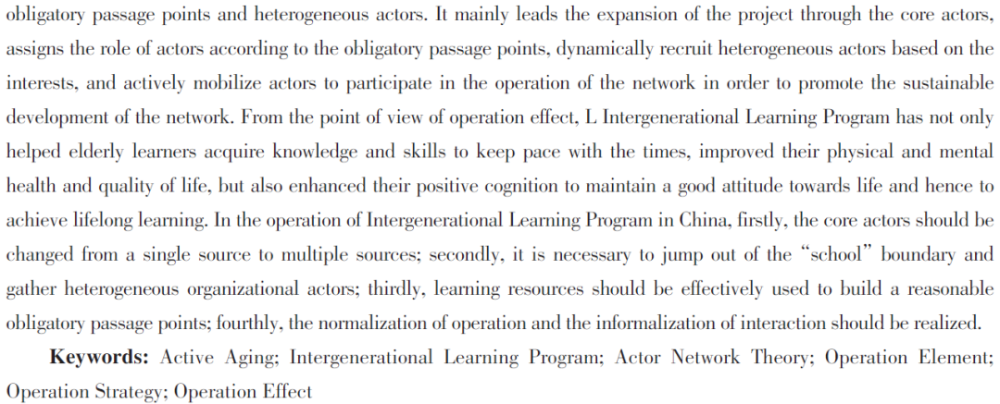 obligatory passage points and heterogeneous actors. It mainly leads the expansion of the project through the core actors,
assigns the role of actors according to the obligatory passage points, dynamically recruit heterogeneous actors based on the
interests, and actively mobilize actors to participate in the operation of the network in order to promote the sustainable
development of the network. From the point of view of operation effect, L Intergenerational Learning Program has not only
helped elderly learners acquire knowledge and skills to keep pace with the times, improved their physical and mental
health and quality of life, but also enhanced their positive cognition to maintain a good attitude towards life and hence to
achieve lifelong learning. In the operation of Intergenerational Learning Program in China, firstly, the core actors should be
changed from a single source to multiple sources; secondly, it is necessary to jump out of the “school” boundary and
gather heterogeneous organizational actors; thirdly, learning resources should be effectively used to build a reasonable
obligatory passage points; fourthly, the normalization of operation and the informalization of interaction should be realized.
Keywords: Active Aging; Intergenerational Learning Program; Actor Network Theory; Operation Element;
Operation Strategy; Operation Effect